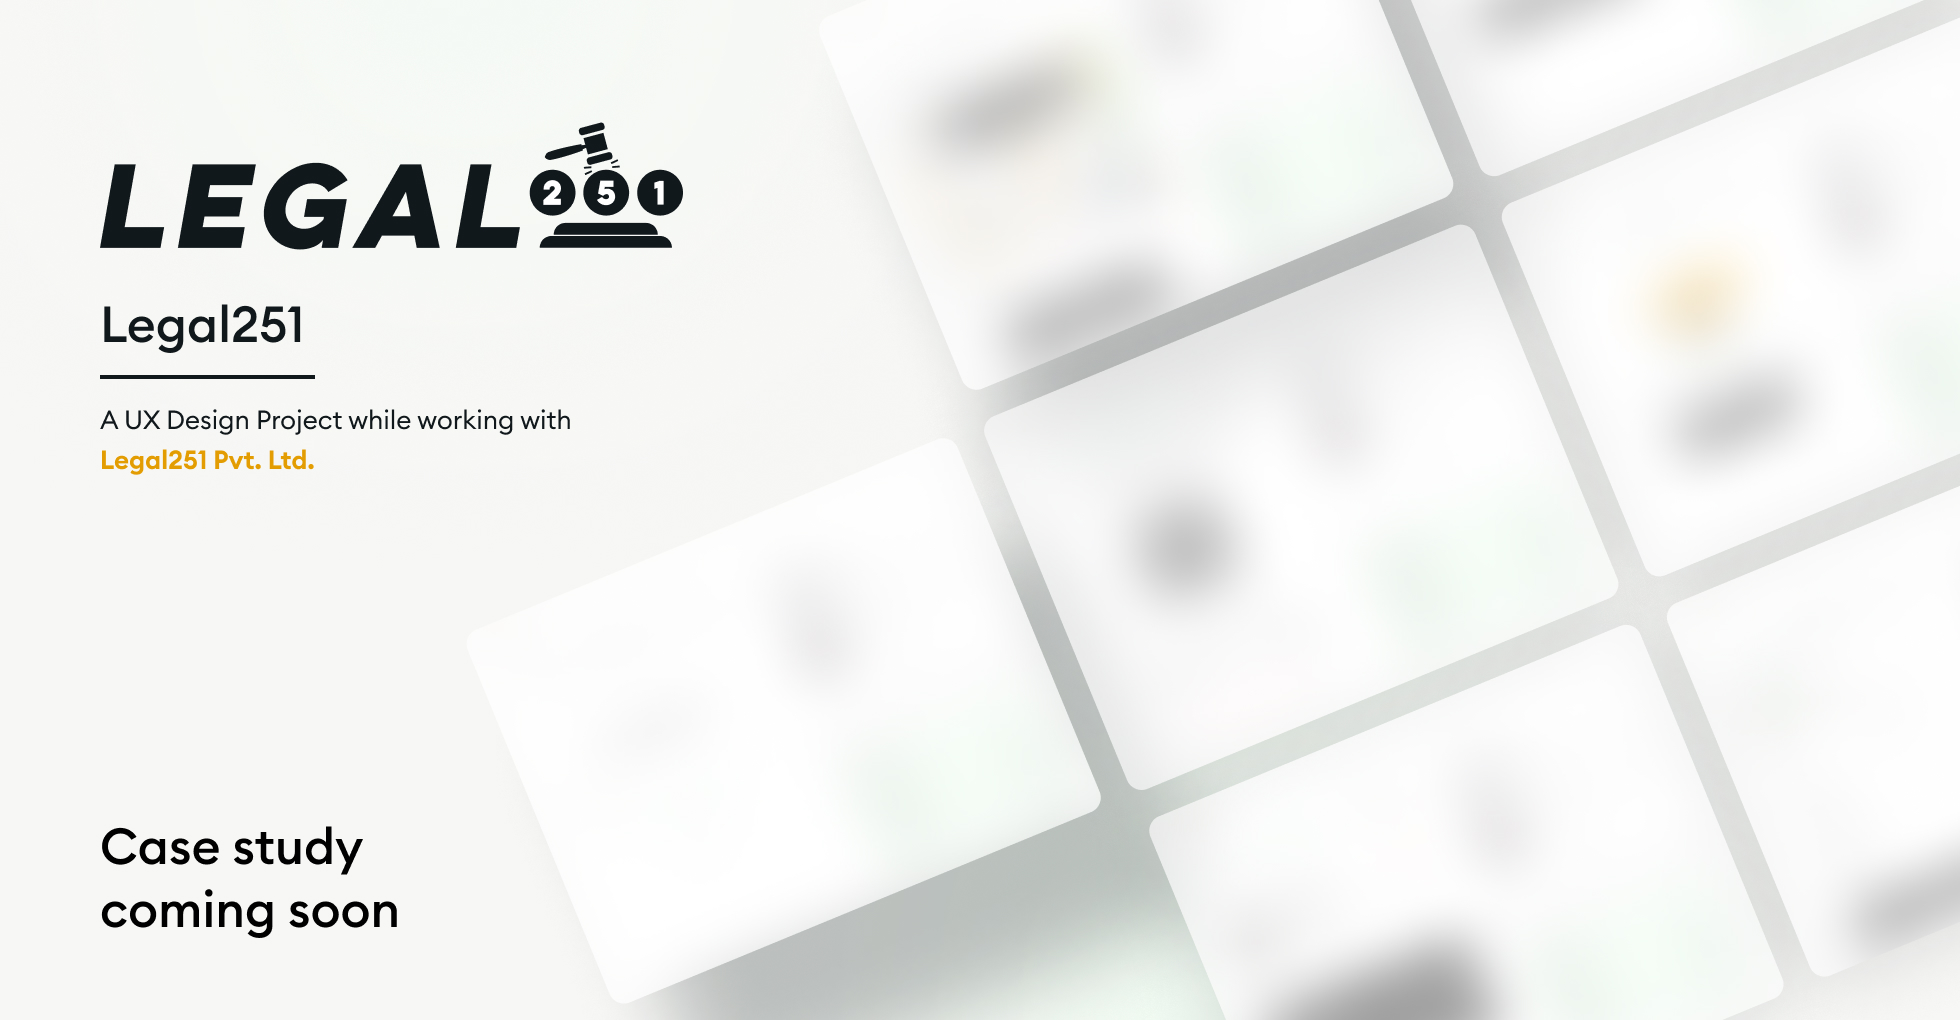 LEGAL 251
Legal251
A UX Design Project while working with
Legal251 Pvt. Ltd.
Case study
coming soon